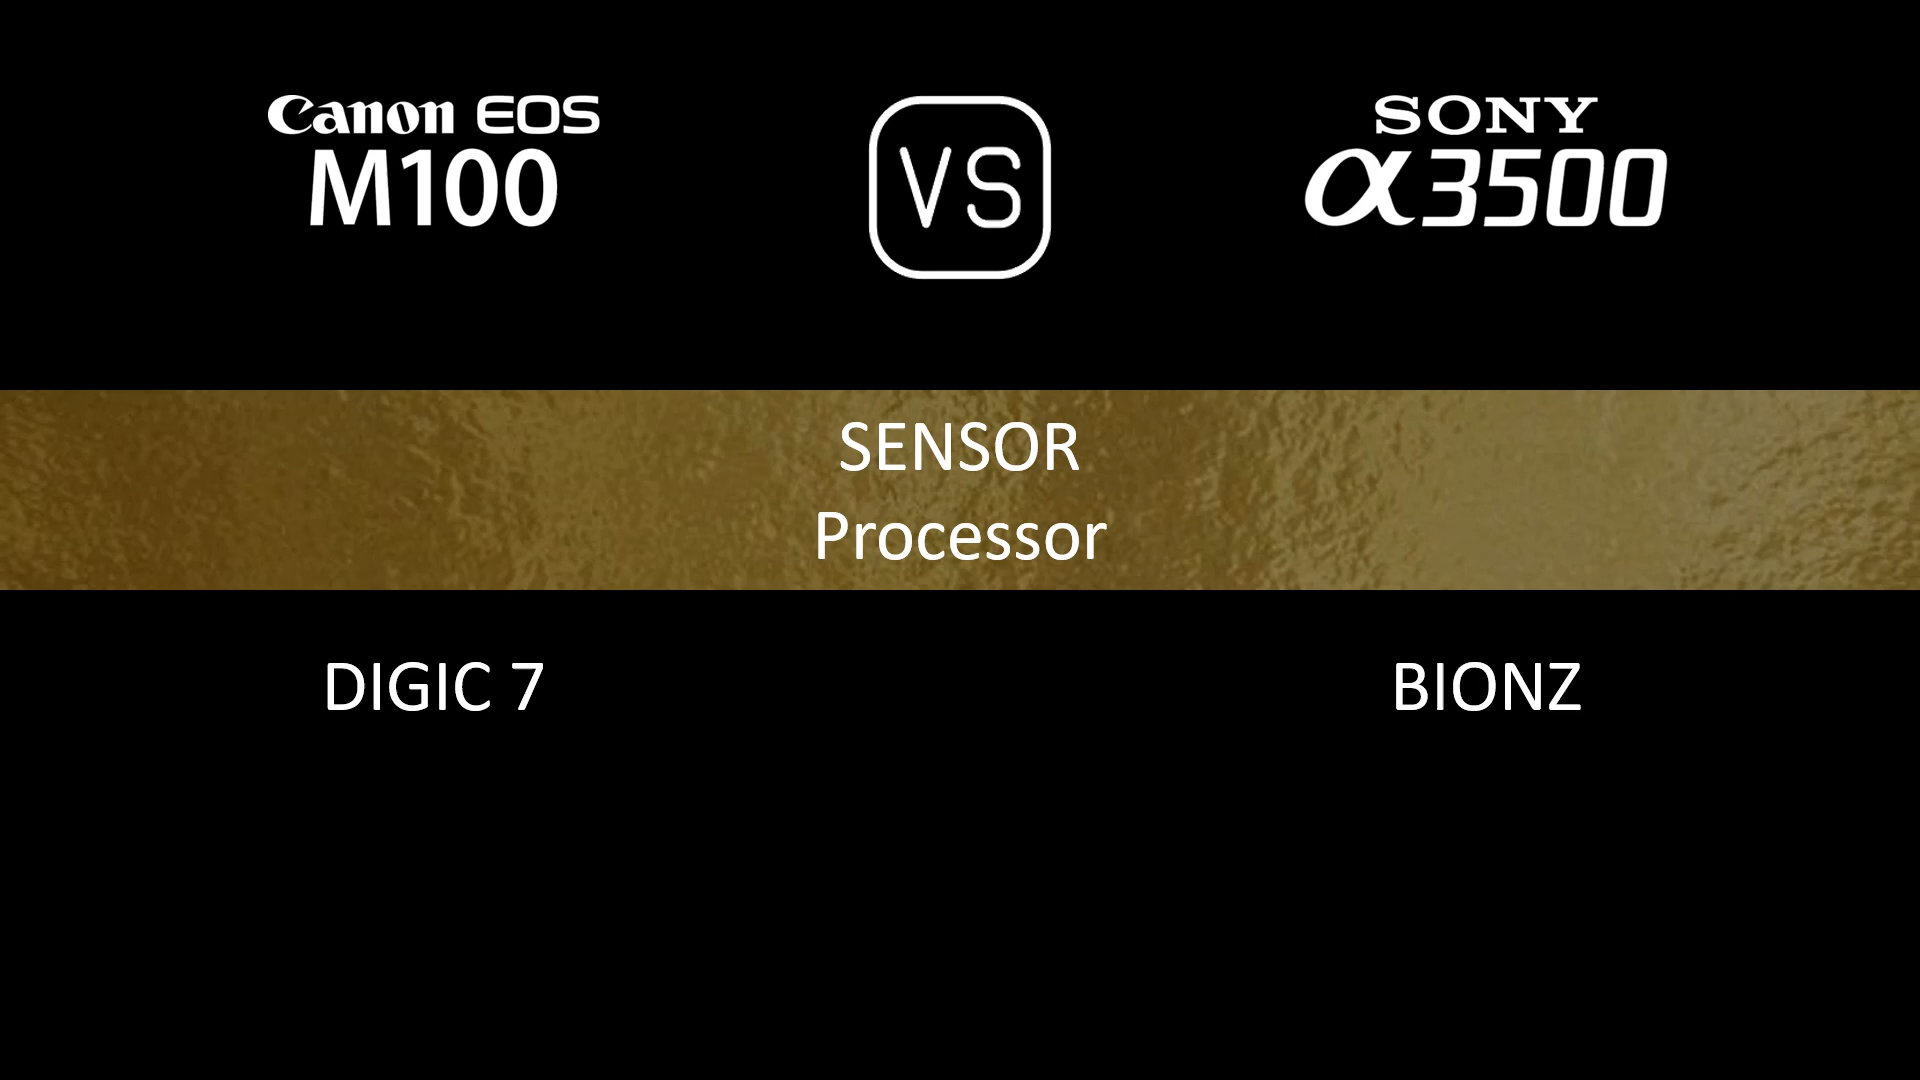 Canon EOS
M100
VS
SONY
α3500
SENSOR
Processor
DIGIC 7
BIONZ